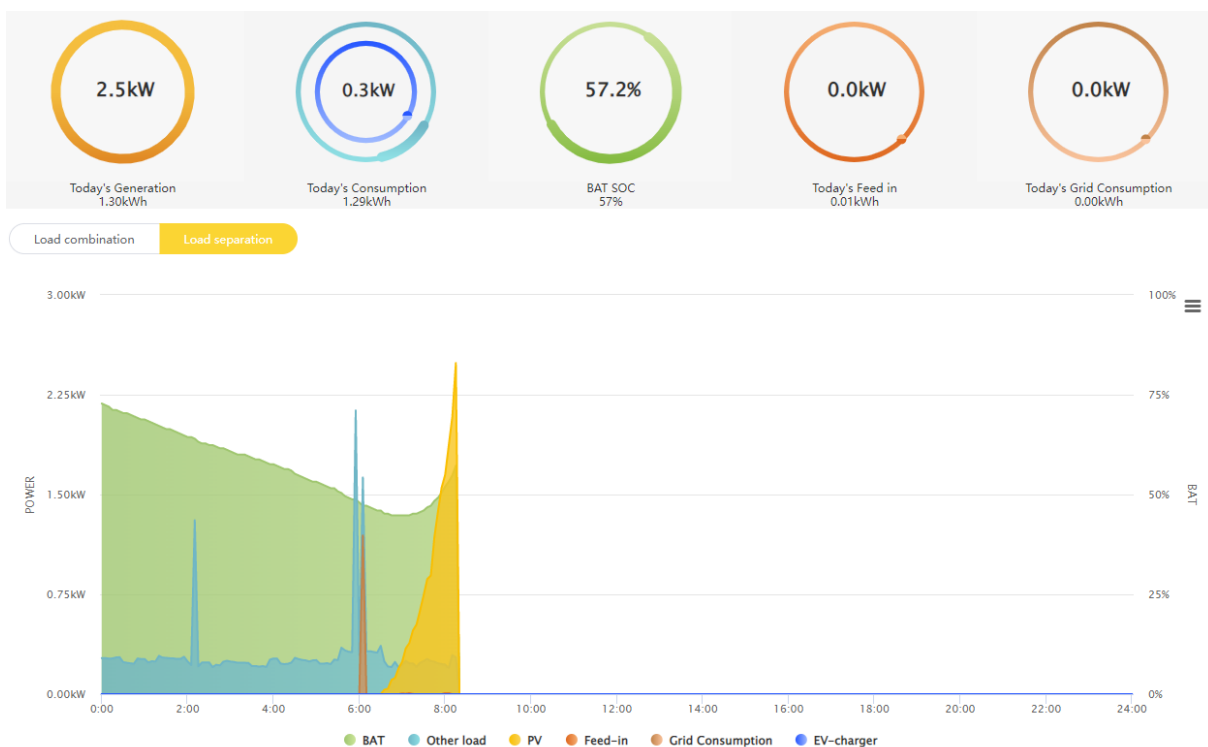 2.5kW 0.3kW 57.2% 0.0kW 0.0kW
Today's Generation Today's Consumption BAT SOC Today's Feed in Today's Grid Consumption
1.30kWh 1.29kWh 57% 0.01kWh 0.00kWh
Load combination Load separation
3.00kW 100%
2.25kW 75%
POWER 1.50kW 50% BAT
0.75kW 25%
0.00kW 0%
0:00 2:00 4:00 6:00 8:00 10:00 12:00 14:00 16:00 18:00 20:00 22:00 24:00
BAT Other load PV Feed-in Grid Consumption EV-charger